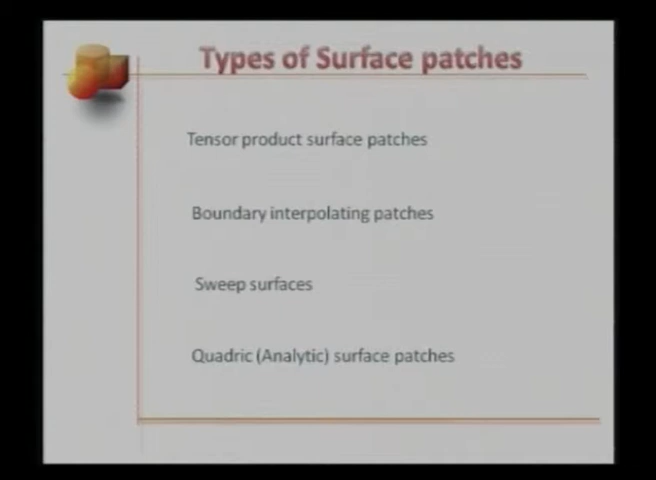 Types of Surface patches
Tensor product surface patches
Boundary interpolating patches
Sweep surfaces
Quadric (Analytic) surface patches